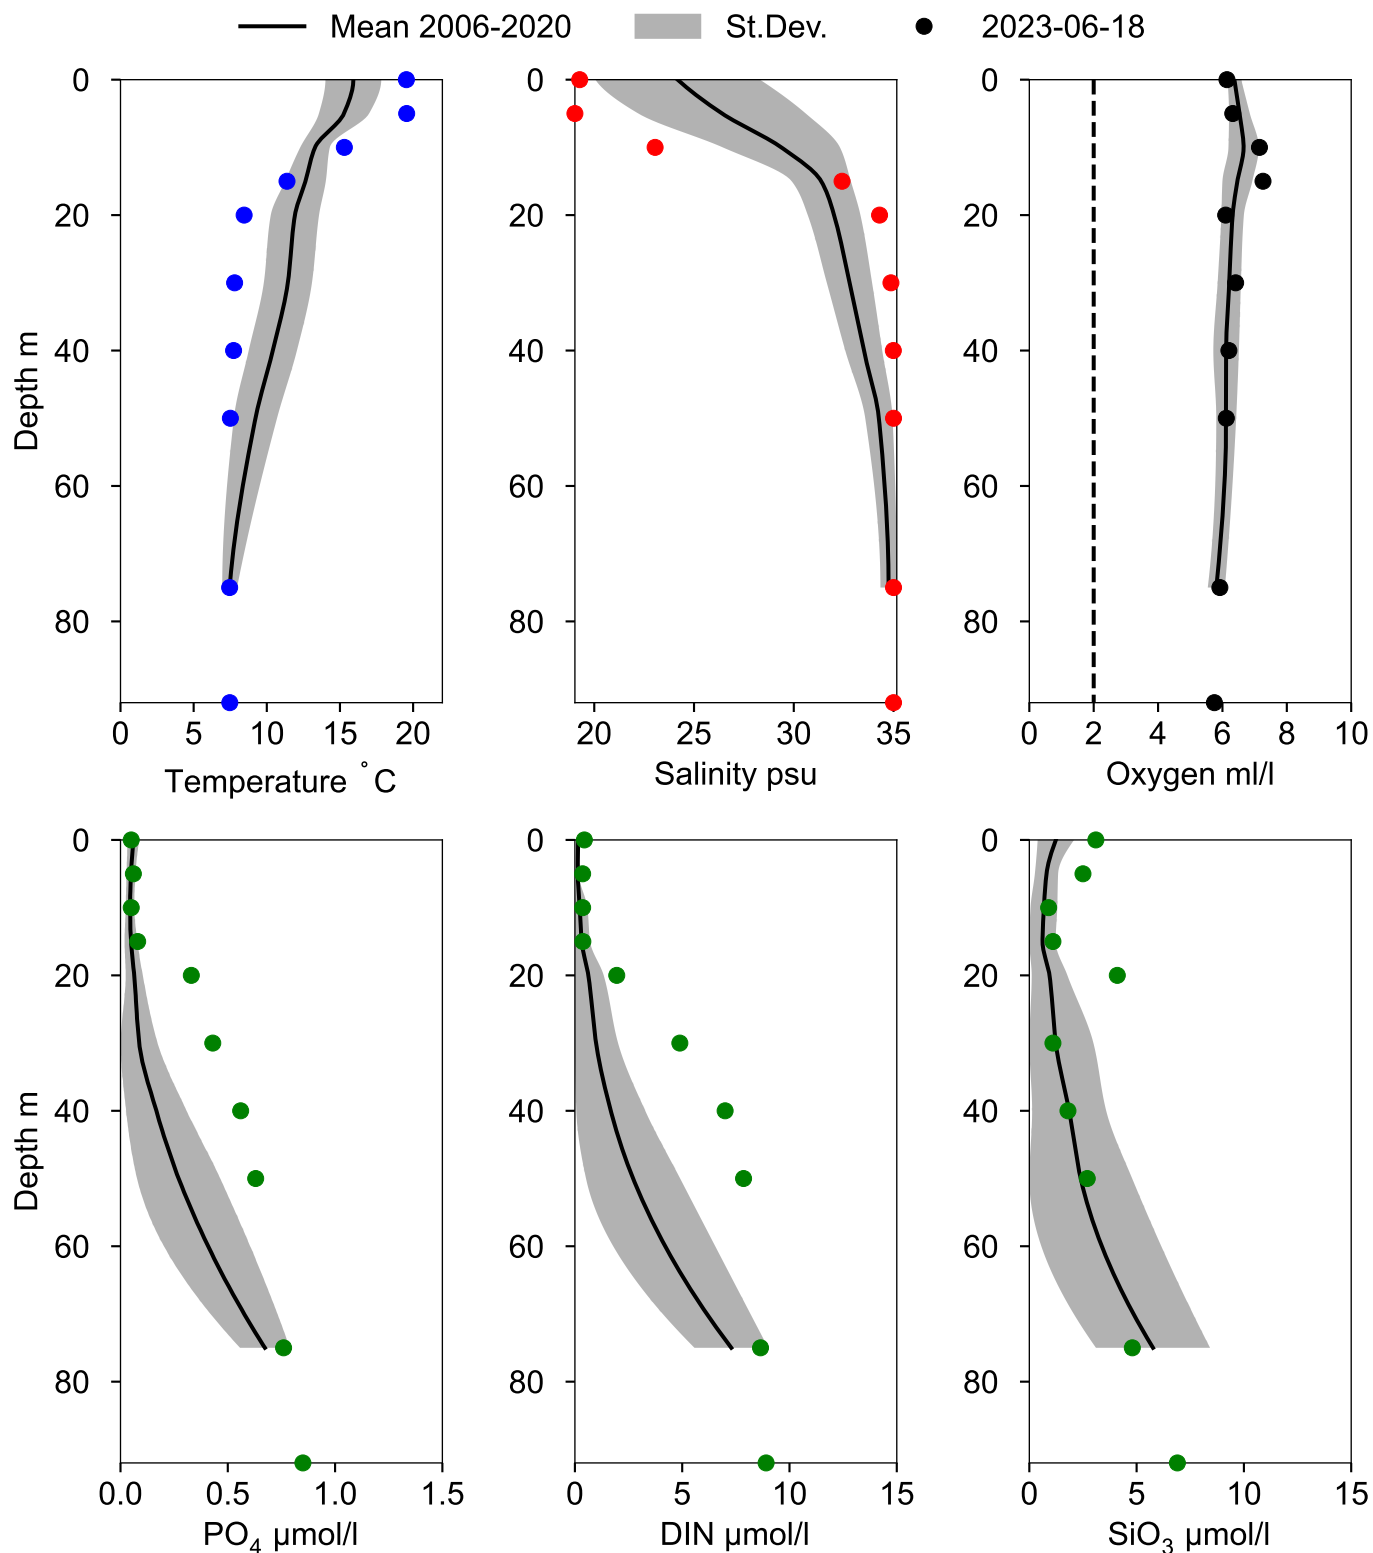 Mean 2006-2020 St.Dev. 2023-06-18
0 0 0
20 20 20
40 40 40
60 60 60
80 80 80
Depth m
0 5 10 15 20 20 25 30 35 0 2 4 6 8 10
Temperature °C Salinity psu Oxygen ml/l
0 0 0
20 20 20
40 40 40
60 60 60
80 80 80
Depth m
0.0 0.5 1.0 1.5 0 5 10 15 0 5 10 15
PO₄ µmol/l DIN µmol/l SiO₃ µmol/l